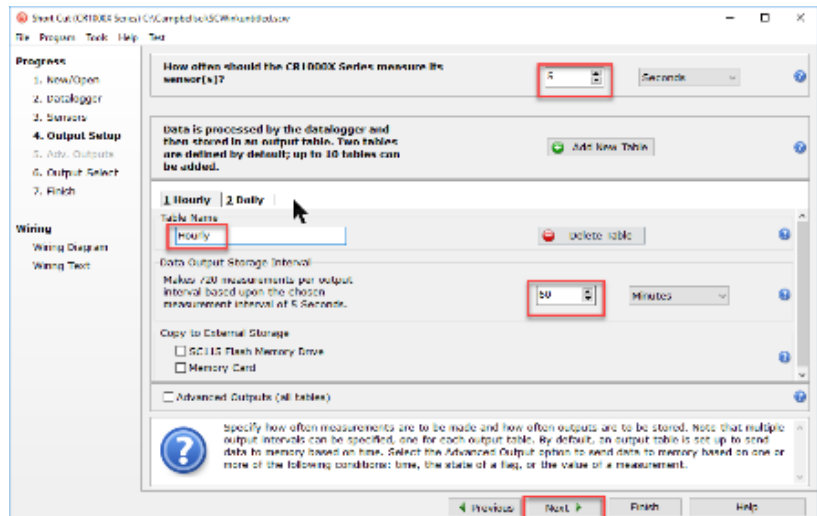 Short Cut (CR1000X Series) C:\Campbellsci\SCWin\untitled.scw
File Program Tools Help Test
Progress
1. New/Open
2. Datalogger
3. Sensors
4. Output Setup
5. Adv. Outputs
6. Output Select
7. Finish
Wiring
Wiring Diagram
Wiring Text
How often should the CR1000X Series measure its
sensor(s)?
5
Seconds
Data is processed by the datalogger and
then stored in an output table. Two tables
are defined by default; up to 10 tables can
be added.
Add New Table
1 Hourly
2 Daily
Table Name
Hourly
Delete Table
Data Output Storage Interval
Makes 720 measurements per output
interval based upon the chosen
measurement interval of 5 Seconds.
60
Minutes
Copy to External Storage
SC115 Flash Memory Drive
Memory Card
Advanced Outputs (all tables)
Specify how often measurements are to be made and how often outputs are to be stored. Note that multiple
output intervals can be specified, one for each output table. By default, an output table is set up to send
data to memory based on time. Select the Advanced Output option to send data to memory based on one or
more of the following conditions: time, the state of a flag, or the value of a measurement.
Previous
Next
Finish
Help